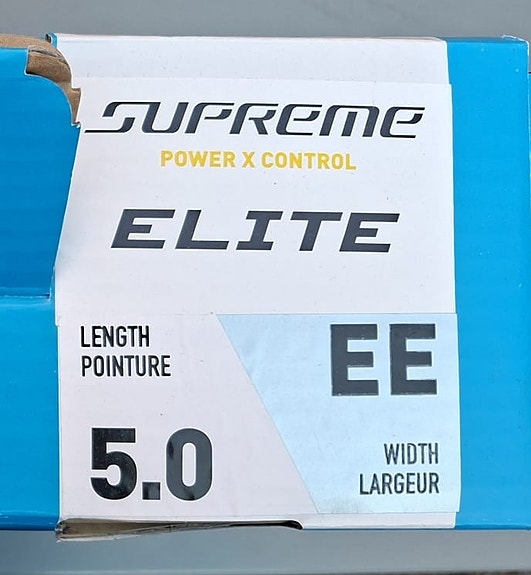 SUPREME
POWER X CONTROL
ELITE
LENGTH
POINTURE
5.0
EE
WIDTH
LARGEUR